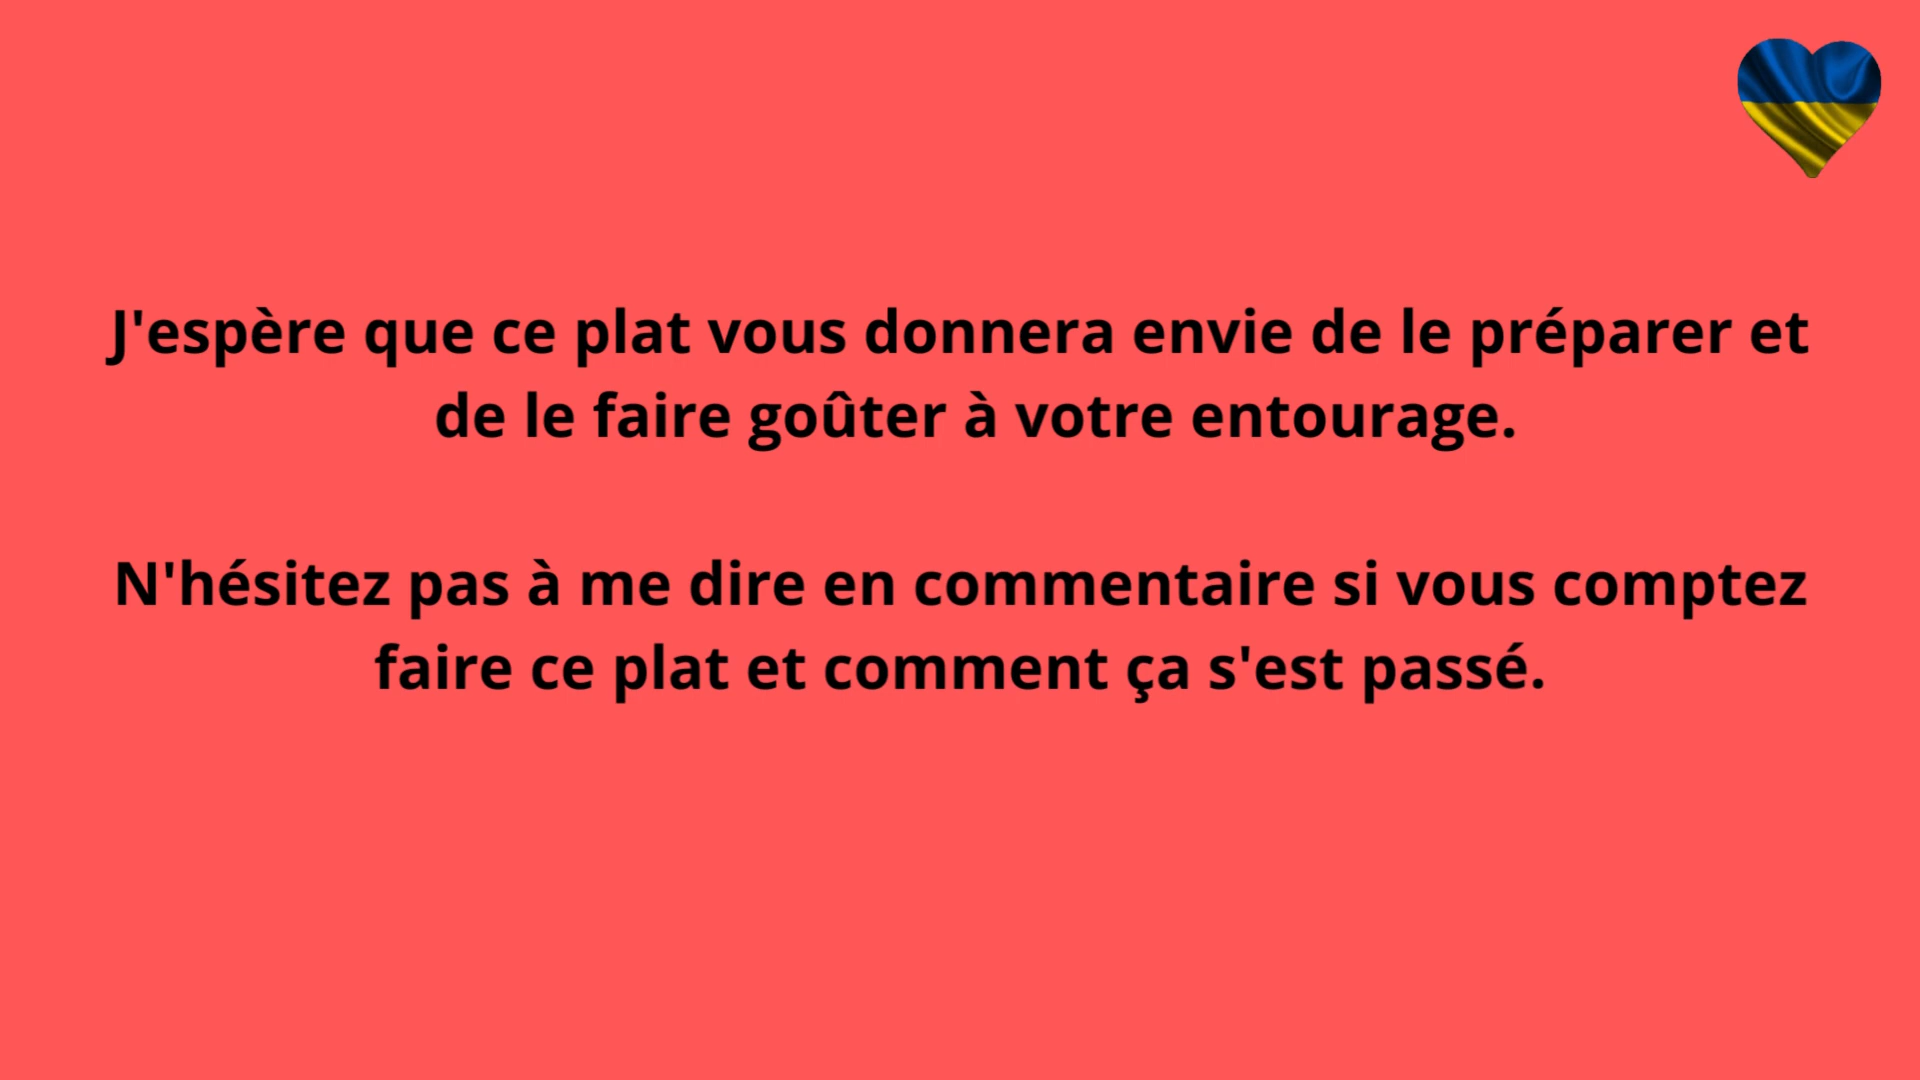 J'espère que ce plat vous donnera envie de le préparer et
de le faire goûter à votre entourage.
N'hésitez pas à me dire en commentaire si vous comptez
faire ce plat et comment ça s'est passé.